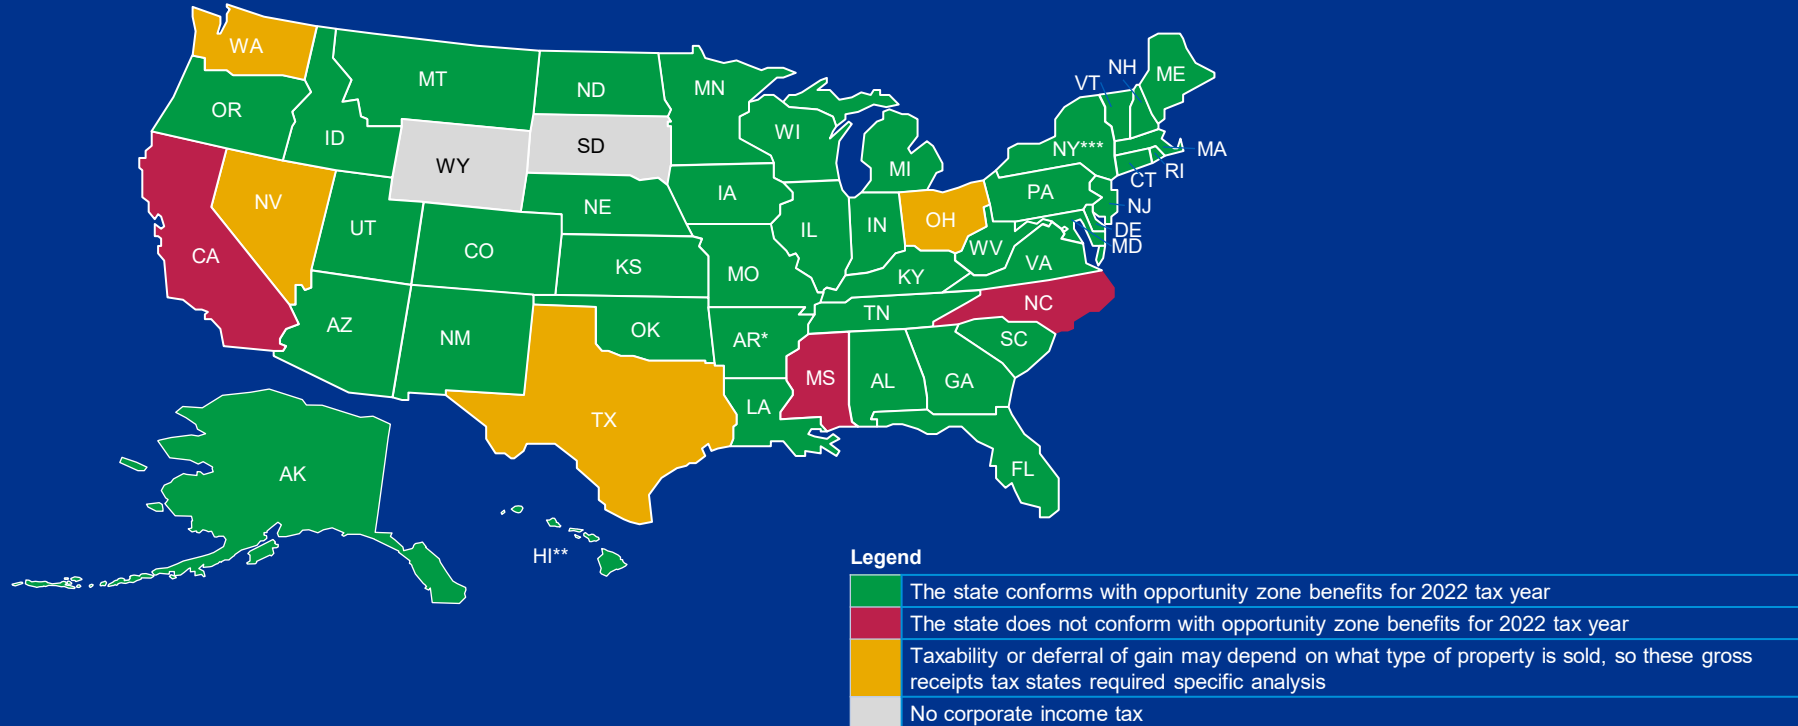 WA
MT
ND
MN
OR
ID
SD
WY
WI
MI
VT
NH
ME
NY***
MA
RI
CT
PA
NJ
DE
MD
NV
UT
CO
NE
IA
IL
IN
OH
WV
VA
CA
AZ
NM
KS
MO
KY
NC
TN
SC
OK
AR*
MS
AL
GA
LA
TX
FL
AK
HI**
Legend
The state conforms with opportunity zone benefits for 2022 tax year
The state does not conform with opportunity zone benefits for 2022 tax year
Taxability or deferral of gain may depend on what type of property is sold, so these gross
receipts tax states required specific analysis
No corporate income tax